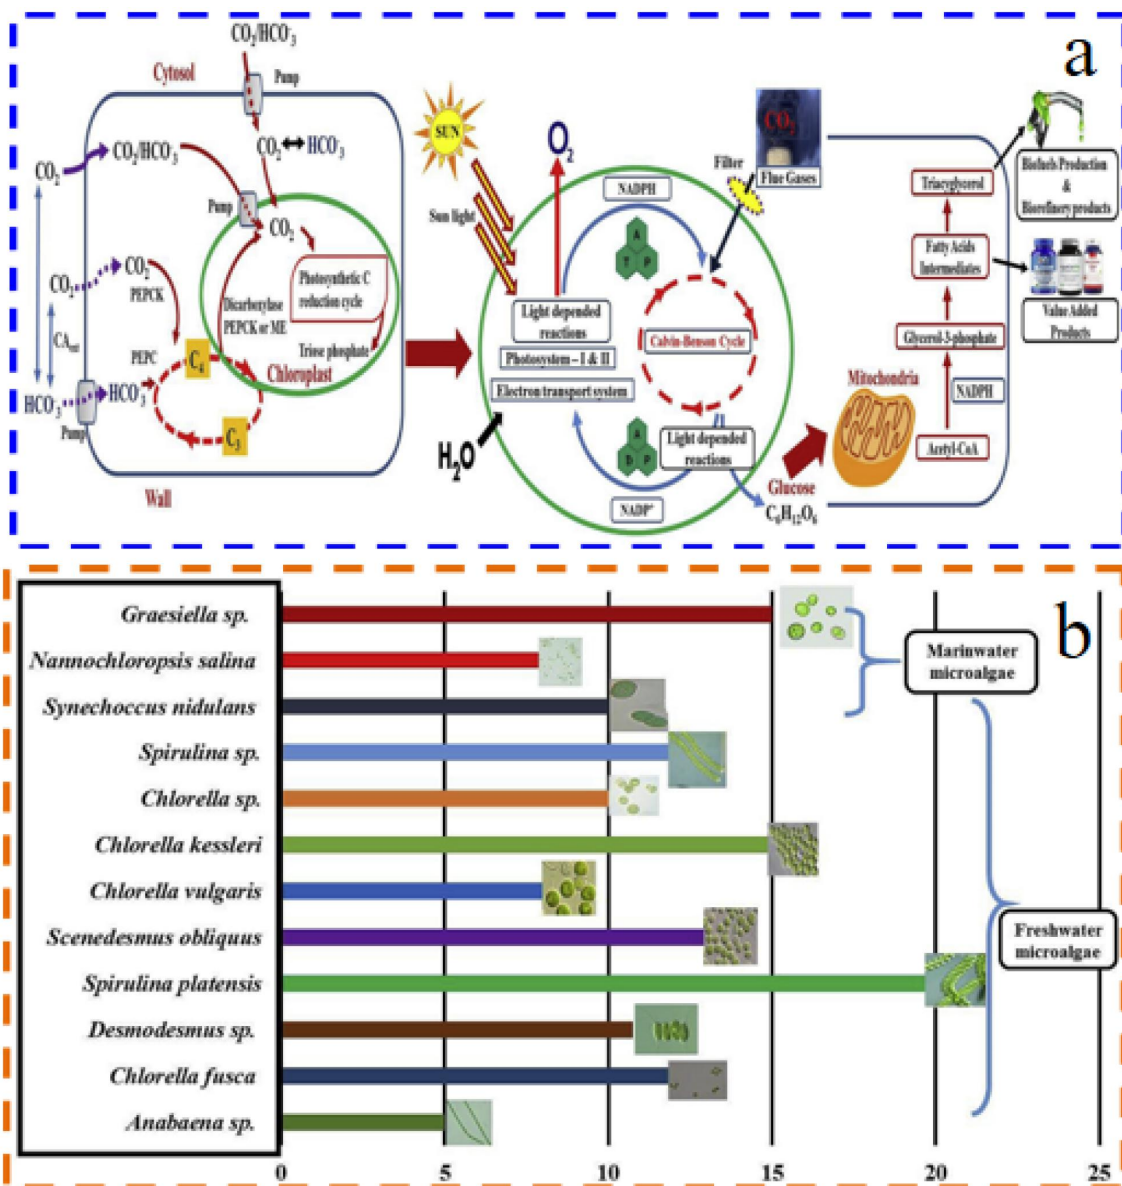 a
CO₂/HCO⁻₃
Cytosol
Pump
CO₂
CO₂/HCO⁻₃
CO₂ ↔ HCO⁻₃
Pump
CO₂
CO₂
CO₂
PEPCK
Dicarboxylase
PEPCK or ME
Photosynthetic C
reduction cycle
Triose phosphate
CAext
PEPC
C₄
Chloroplast
HCO⁻₃
HCO⁻₃
Pump
C₃
Wall
SUN
Sun light
O₂
NADPH
A
T P
Filter
CO₂
Flue Gases
Light depended
reactions
Photosystem – I & II
Electron transport system
Calvin-Benson Cycle
H₂O
A
D P
Light depended
reactions
NADP⁺
Glucose
C₆H₁₂O₆
Mitochondria
Triacyglycerol
Fatty Acids
Intermediates
Glycerol-3-phosphate
NADPH
Acetyl-CoA
Biofuels Production
&
Biorefinery products
Value Added
Products
b
Graesiella sp.
Nannochloropsis salina
Synechoccus nidulans
Spirulina sp.
Chlorella sp.
Chlorella kessleri
Chlorella vulgaris
Scenedesmus obliquus
Spirulina platensis
Desmodesmus sp.
Chlorella fusca
Anabaena sp.
Marinwater
microalgae
Freshwater
microalgae
0 5 10 15 20 25